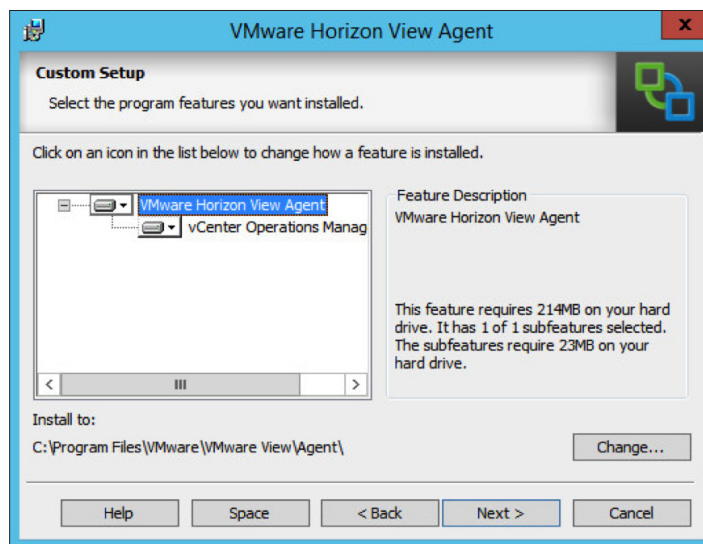 VMware Horizon View Agent
x
Custom Setup
Select the program features you want installed.
Click on an icon in the list below to change how a feature is installed.
VMware Horizon View Agent
vCenter Operations Manag
Feature Description
VMware Horizon View Agent
This feature requires 214MB on your hard
drive. It has 1 of 1 subfeatures selected.
The subfeatures require 23MB on your
hard drive.
Install to:
C:\Program Files\VMware\VMware View\Agent\
Change...
Help
Space
< Back
Next >
Cancel